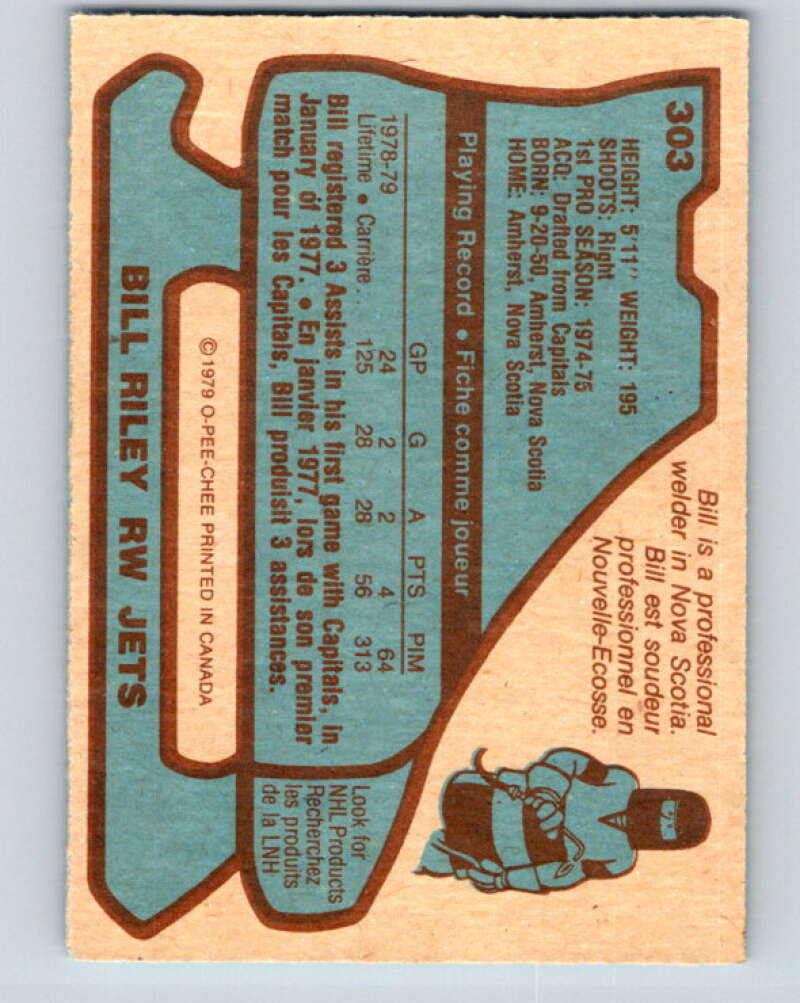 303
HEIGHT: 5'11" WEIGHT: 195
SHOOTS: Right
1st PRO SEASON: 1974-75
ACQ: Drafted from Capitals
BORN: 9-20-50, Amherst, Nova Scotia
HOME: Amherst, Nova Scotia
Bill is a professional
welder in Nova Scotia.
Bill est soudeur
professionnel en
Nouvelle-Ecosse.
Playing Record • Fiche comme joueur
GP G A PTS PIM
1978-79 24 2 2 4 64
Lifetime • Carrière: 125 28 28 56 313
Bill registered 3 Assists in his first game with Capitals, in
January of 1977. • En janvier 1977, lors de son premier
match pour les Capitals, Bill produisit 3 assistances.
Look for
NHL Products
Recherchez
les produits
de la LNH
©1979 O-PEE-CHEE PRINTED IN CANADA
BILL RILEY RW JETS